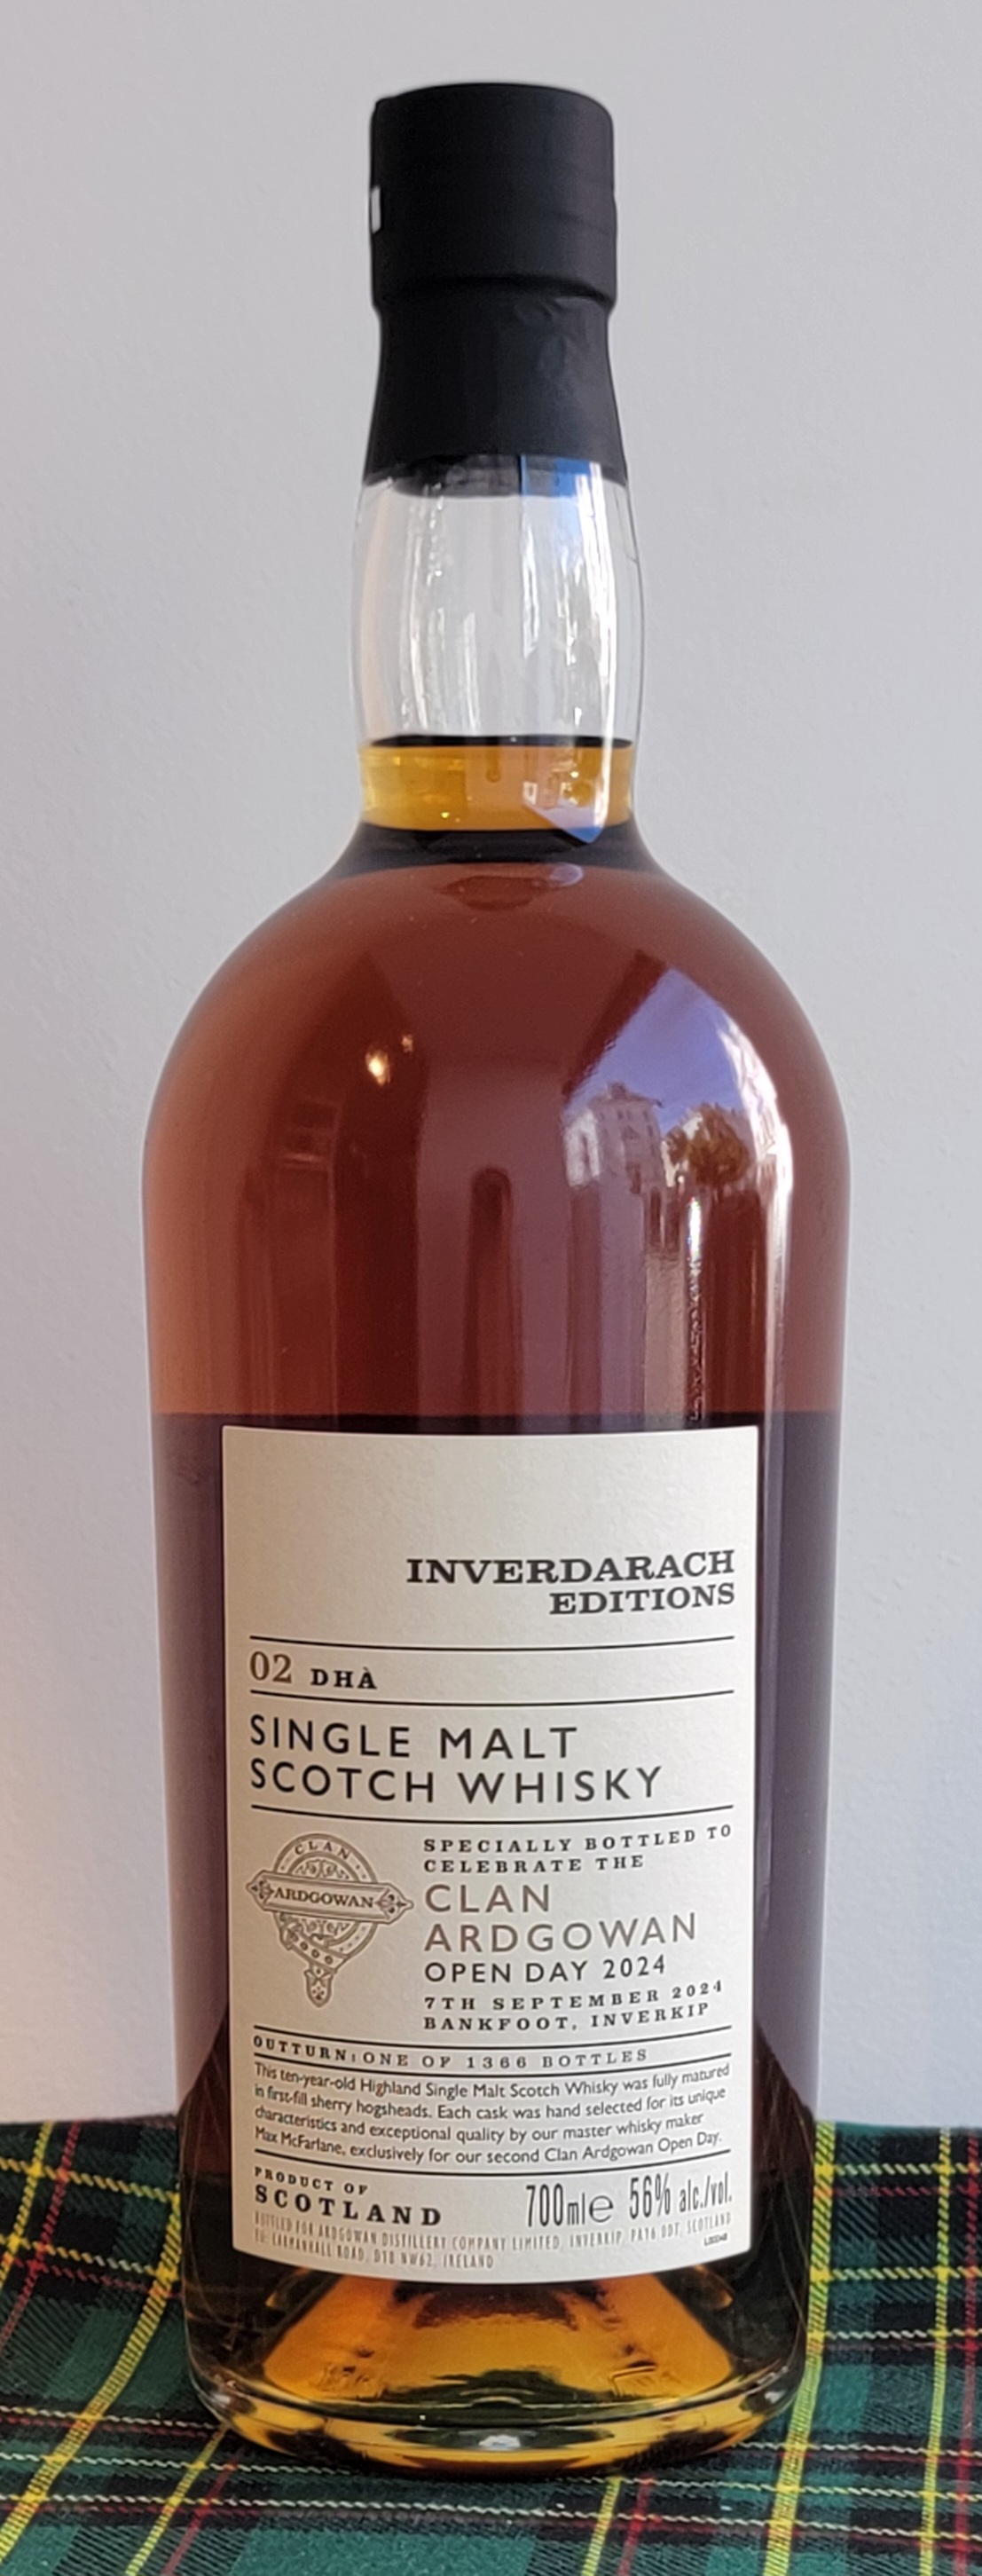 INVERDARACH
EDITIONS
02 DHÀ
SINGLE MALT
SCOTCH WHISKY
CLAN
ARDGOWAN
SPECIALLY BOTTLED TO
CELEBRATE THE
CLAN
ARDGOWAN
OPEN DAY 2024
7TH SEPTEMBER 2024
BANKFOOT, INVERKIP
OUTTURN: ONE OF 1366 BOTTLES
This ten-year-old Highland Single Malt Scotch Whisky was fully matured
in first-fill sherry hogsheads. Each cask was hand selected for its unique
characteristics and exceptional quality by our master whisky maker
Max McFarlane, exclusively for our second Clan Ardgowan Open Day.
PRODUCT OF
SCOTLAND
700ml℮ 56% alc./vol.
BOTTLED FOR ARDGOWAN DISTILLERY COMPANY LIMITED, INVERKIP, PA16 0DT, SCOTLAND
ROAD, D18 NW62, IRELAND